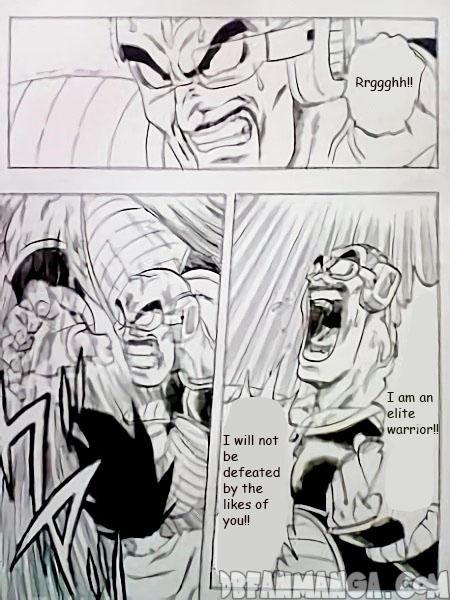 Rrggghh!!
I am an
elite
warrior!!
I will not
be
defeated
by the
likes of
you!!
DBFANMANGA.COM